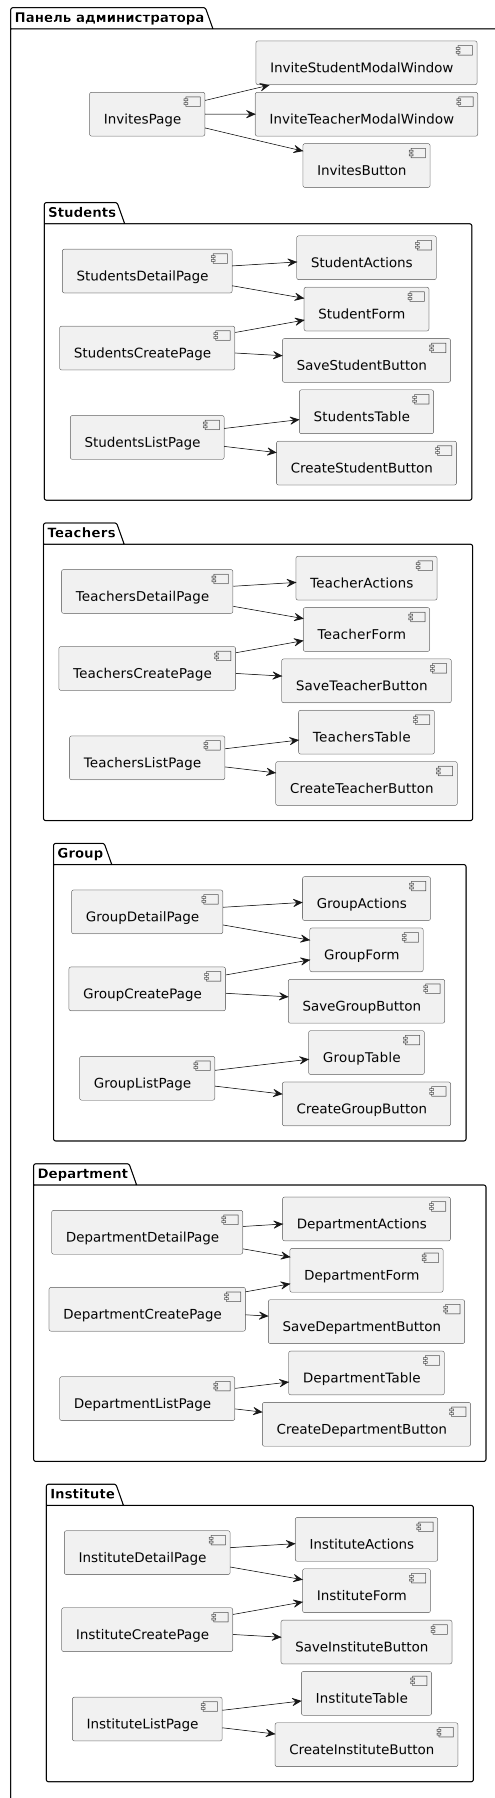 Панель администратора
InviteStudentModalWindow
InvitesPage
InviteTeacherModalWindow
InvitesButton
Students
StudentsDetailPage
StudentActions
StudentForm
StudentsCreatePage
SaveStudentButton
StudentsListPage
StudentsTable
CreateStudentButton
Teachers
TeachersDetailPage
TeacherActions
TeacherForm
TeachersCreatePage
SaveTeacherButton
TeachersListPage
TeachersTable
CreateTeacherButton
Group
GroupDetailPage
GroupActions
GroupForm
GroupCreatePage
SaveGroupButton
GroupListPage
GroupTable
CreateGroupButton
Department
DepartmentDetailPage
DepartmentActions
DepartmentForm
DepartmentCreatePage
SaveDepartmentButton
DepartmentListPage
DepartmentTable
CreateDepartmentButton
Institute
InstituteDetailPage
InstituteActions
InstituteForm
InstituteCreatePage
SaveInstituteButton
InstituteListPage
InstituteTable
CreateInstituteButton